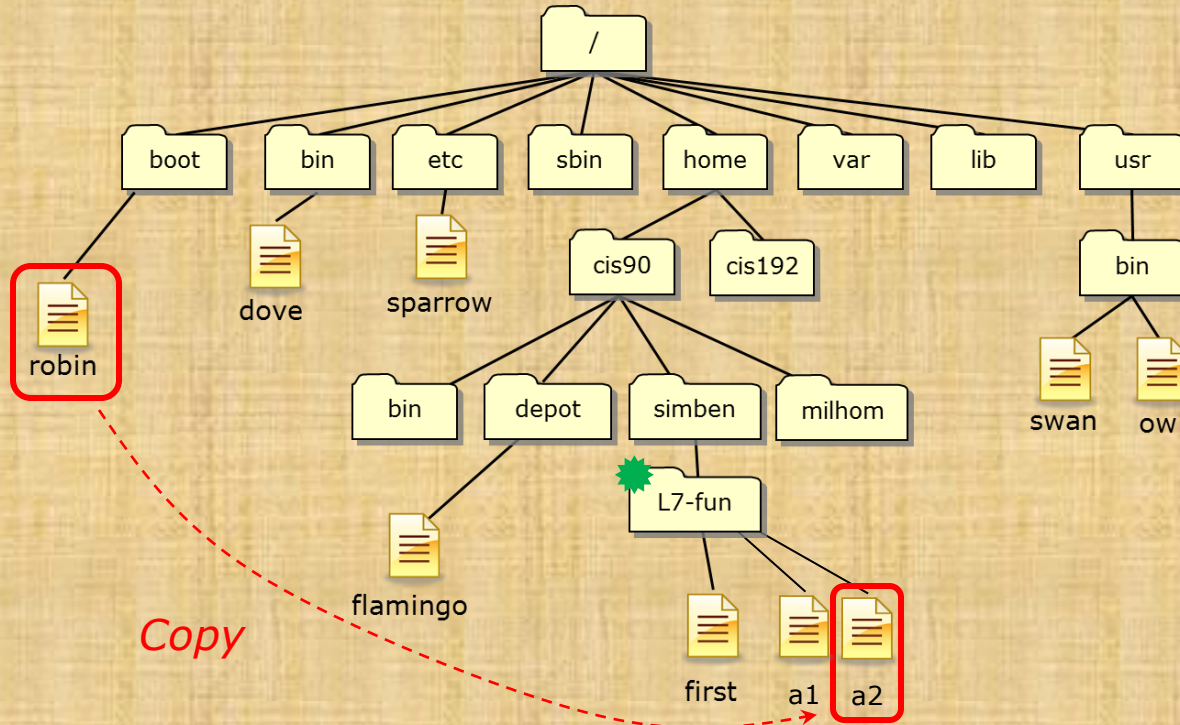 /
boot
bin
etc
sbin
home
var
lib
usr
cis90
cis192
bin
robin
dove
sparrow
swan
ow
bin
depot
simben
milhom
L7-fun
flamingo
Copy
first
a1
a2